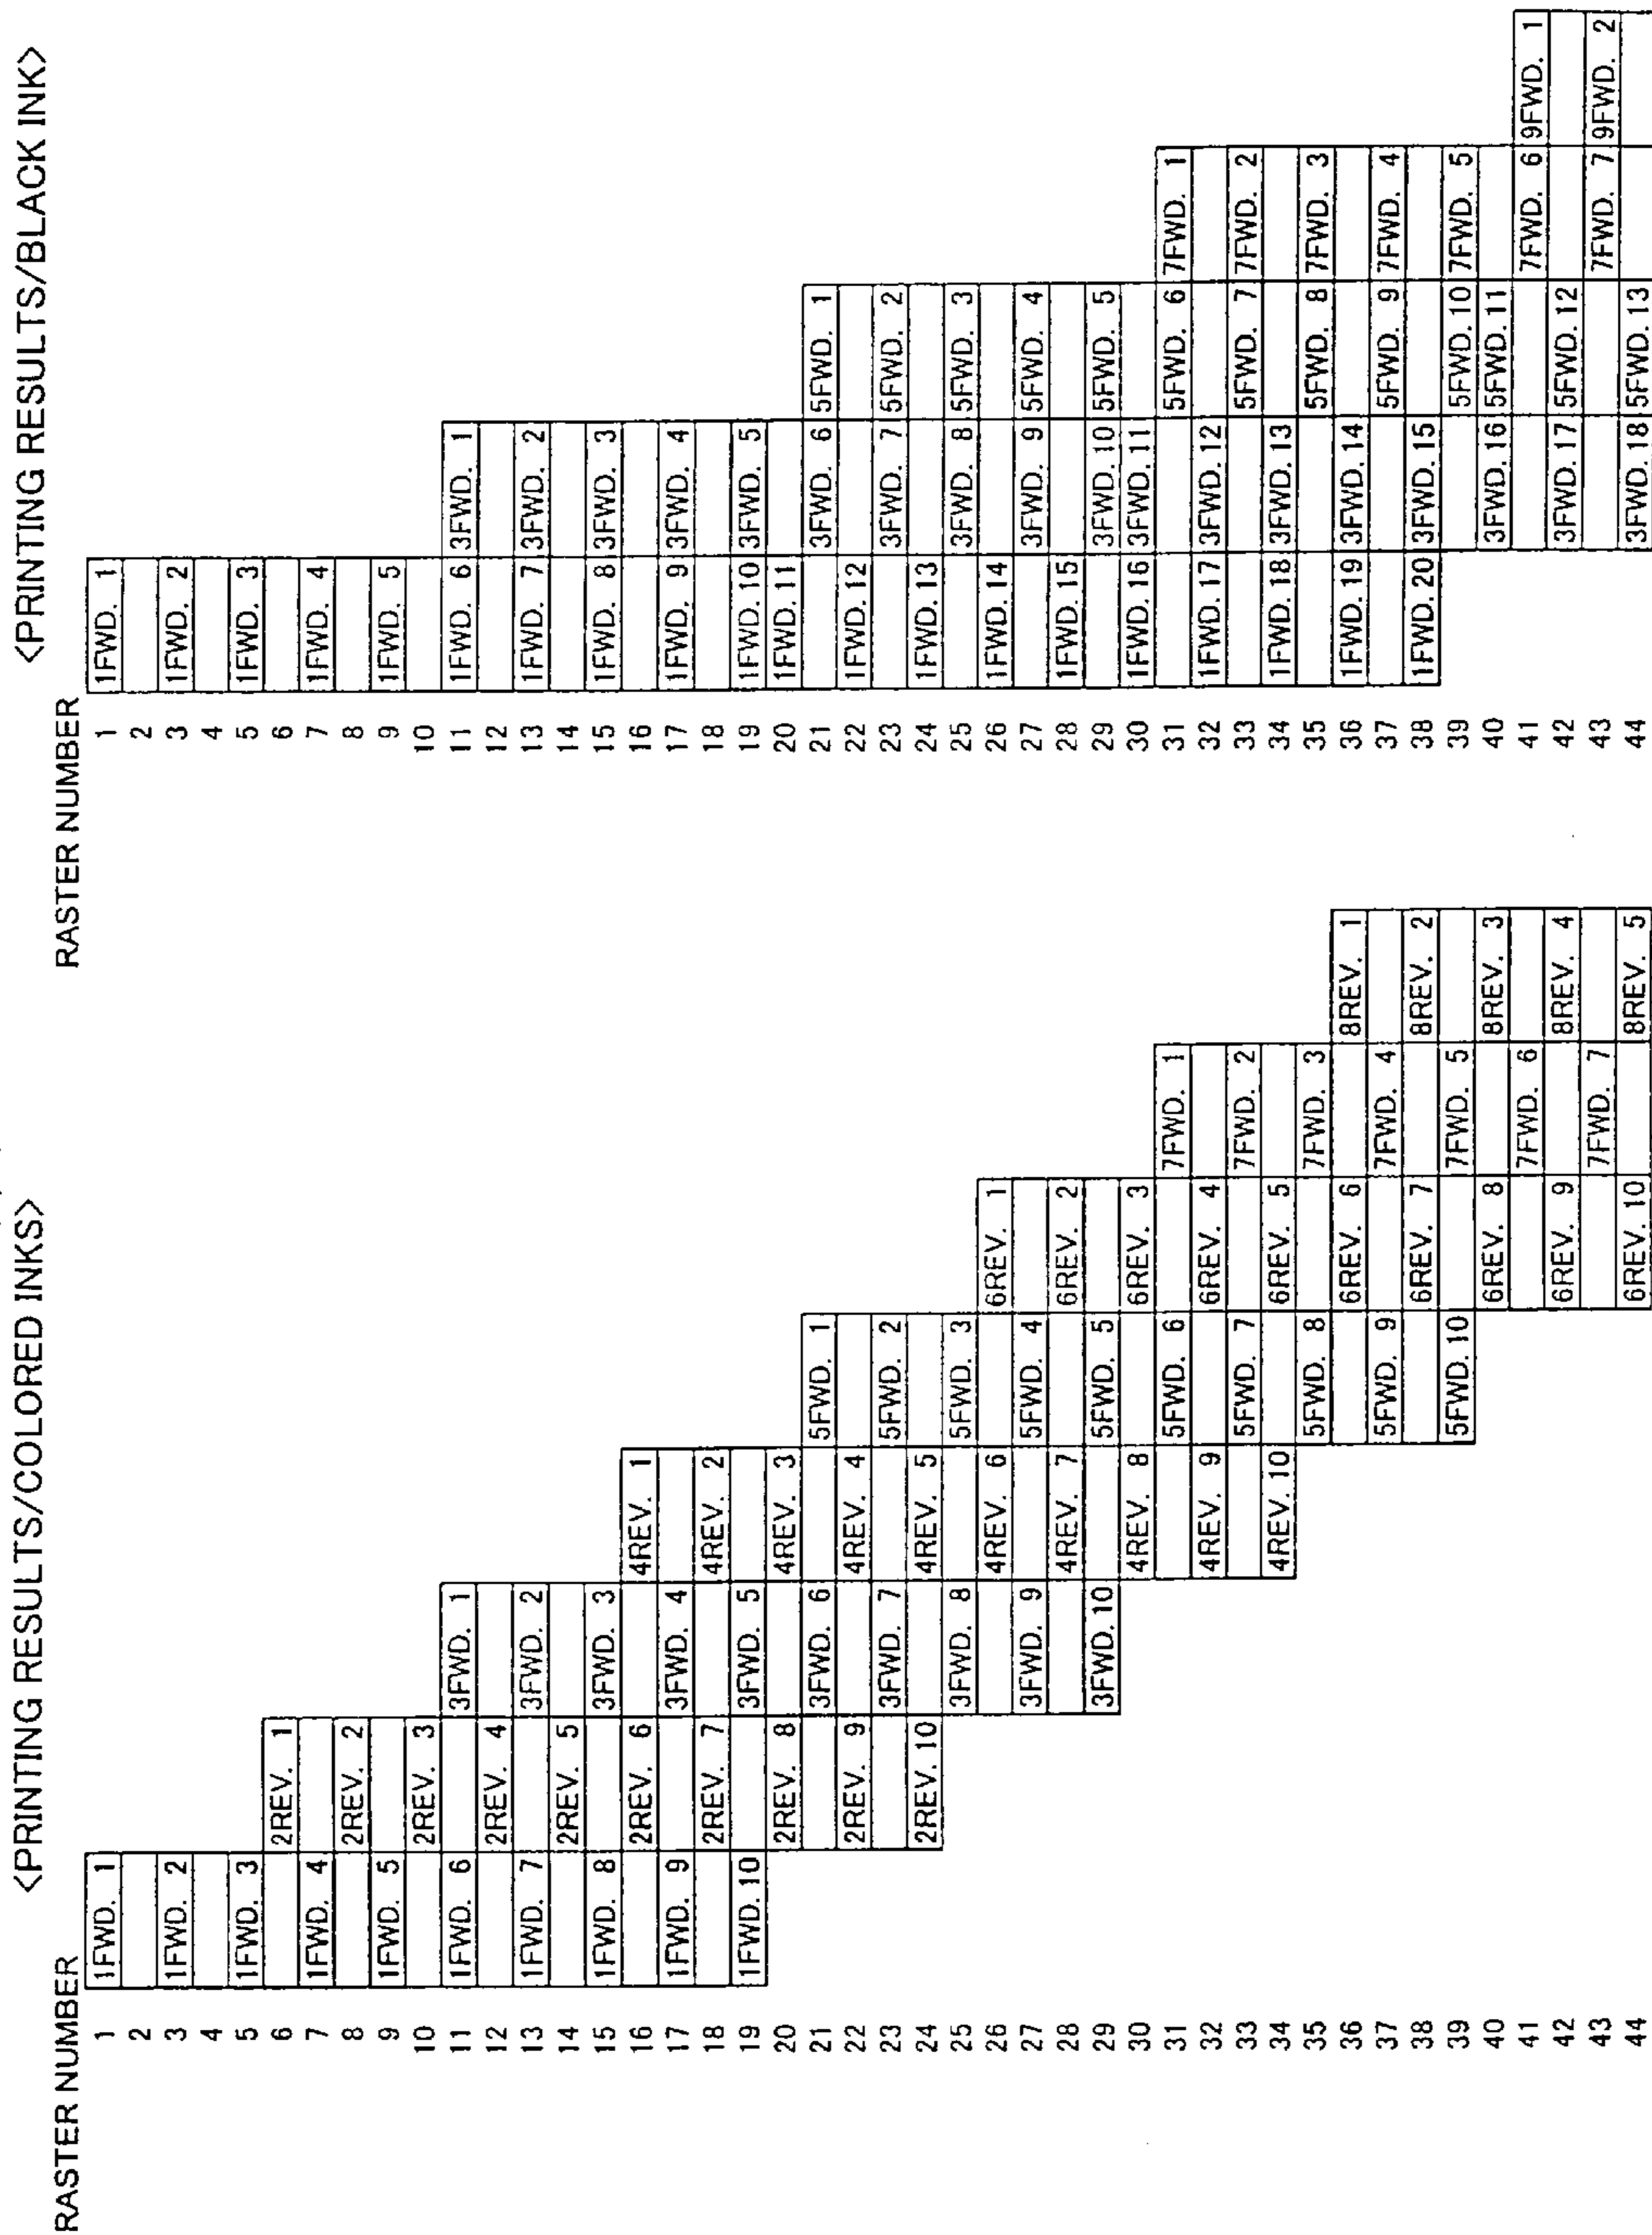 <PRINTING RESULTS/COLORED INKS>
RASTER NUMBER
1 1FWD. 1
2
3 1FWD. 2
4
5 1FWD. 3
6 2REV. 1
7 1FWD. 4
8 2REV. 2
9 1FWD. 5
10 2REV. 3
11 1FWD. 6 3FWD. 1
12 2REV. 4
13 1FWD. 7 3FWD. 2
14 2REV. 5
15 1FWD. 8 3FWD. 3
16 2REV. 6 4REV. 1
17 1FWD. 9 3FWD. 4
18 2REV. 7 4REV. 2
19 1FWD. 10 3FWD. 5
20 2REV. 8 4REV. 3
21 3FWD. 6 5FWD. 1
22 2REV. 9 4REV. 4
23 3FWD. 7 5FWD. 2
24 2REV. 10 4REV. 5
25 3FWD. 8 5FWD. 3
26 4REV. 6 6REV. 1
27 3FWD. 9 5FWD. 4
28 4REV. 7 6REV. 2
29 3FWD. 10 5FWD. 5
30 4REV. 8 6REV. 3
31 5FWD. 6 7FWD. 1
32 4REV. 9 6REV. 4
33 5FWD. 7 7FWD. 2
34 4REV. 10 6REV. 5
35 5FWD. 8 7FWD. 3
36 6REV. 6 8REV. 1
37 5FWD. 9 7FWD. 4
38 6REV. 7 8REV. 2
39 5FWD. 10 7FWD. 5
40 6REV. 8 8REV. 3
41 7FWD. 6
42 6REV. 9 8REV. 4
43 7FWD. 7
44 6REV. 10 8REV. 5
<PRINTING RESULTS/BLACK INK>
RASTER NUMBER
1 1FWD. 1
2
3 1FWD. 2
4
5 1FWD. 3
6
7 1FWD. 4
8
9 1FWD. 5
10
11 1FWD. 6 3FWD. 1
12
13 1FWD. 7 3FWD. 2
14
15 1FWD. 8 3FWD. 3
16
17 1FWD. 9 3FWD. 4
18
19 1FWD. 10 3FWD. 5
20 1FWD. 11
21 3FWD. 6 5FWD. 1
22 1FWD. 12
23 3FWD. 7 5FWD. 2
24 1FWD. 13
25 3FWD. 8 5FWD. 3
26 1FWD. 14
27 3FWD. 9 5FWD. 4
28 1FWD. 15
29 3FWD. 10 5FWD. 5
30 1FWD. 16 3FWD. 11
31 5FWD. 6 7FWD. 1
32 1FWD. 17 3FWD. 12
33 5FWD. 7 7FWD. 2
34 1FWD. 18 3FWD. 13
35 5FWD. 8 7FWD. 3
36 1FWD. 19 3FWD. 14
37 5FWD. 9 7FWD. 4
38 1FWD. 20 3FWD. 15
39 5FWD. 10 7FWD. 5
40 3FWD. 16 5FWD. 11
41 7FWD. 6 9FWD. 1
42 3FWD. 17 5FWD. 12
43 7FWD. 7 9FWD. 2
44 3FWD. 18 5FWD. 13